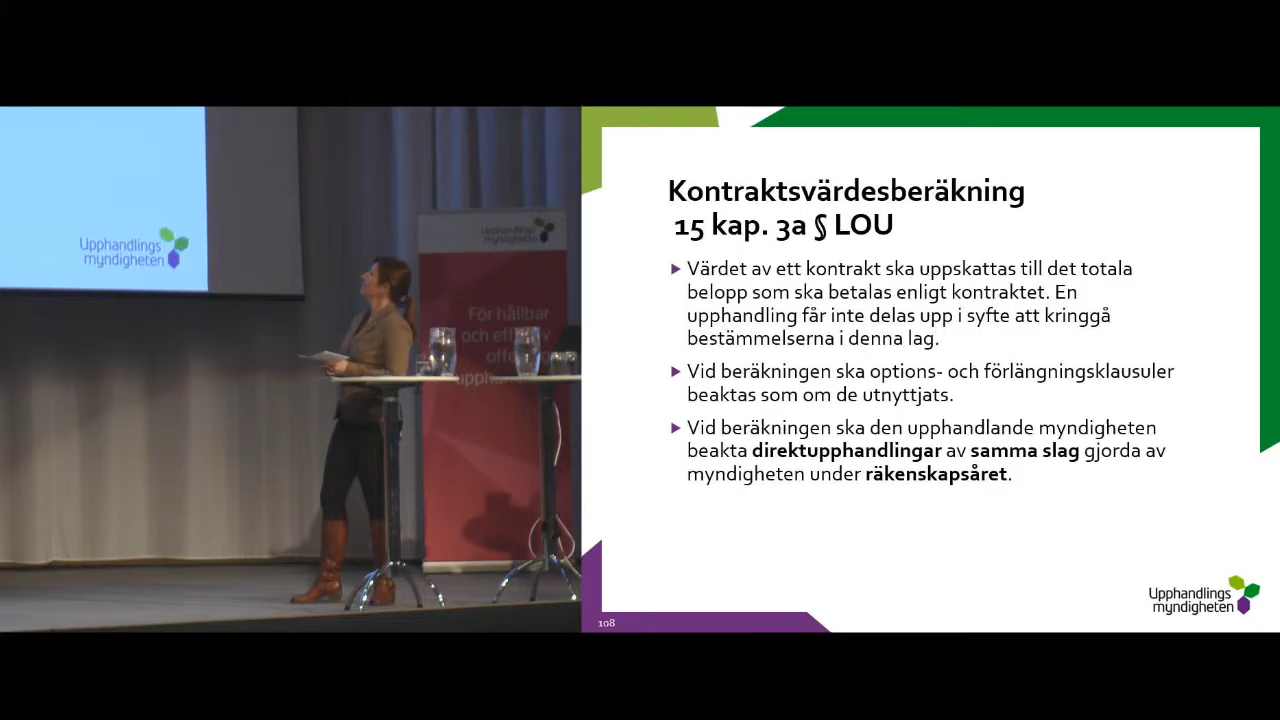 Upphandlings
myndigheten
Upphandlings
myndigheten
För hållbar
och
Kontraktsvärdesberäkning
15 kap. 3a § LOU
Värdet av ett kontrakt ska uppskattas till det totala
belopp som ska betalas enligt kontraktet. En
upphandling får inte delas upp i syfte att kringgå
bestämmelserna i denna lag.
Vid beräkningen ska options- och förlängningsklausuler
beaktas som om de utnyttjats.
Vid beräkningen ska den upphandlande myndigheten
beakta direktupphandlingar av samma slag gjorda av
myndigheten under räkenskapsåret.
Upphandlings
myndigheten
108